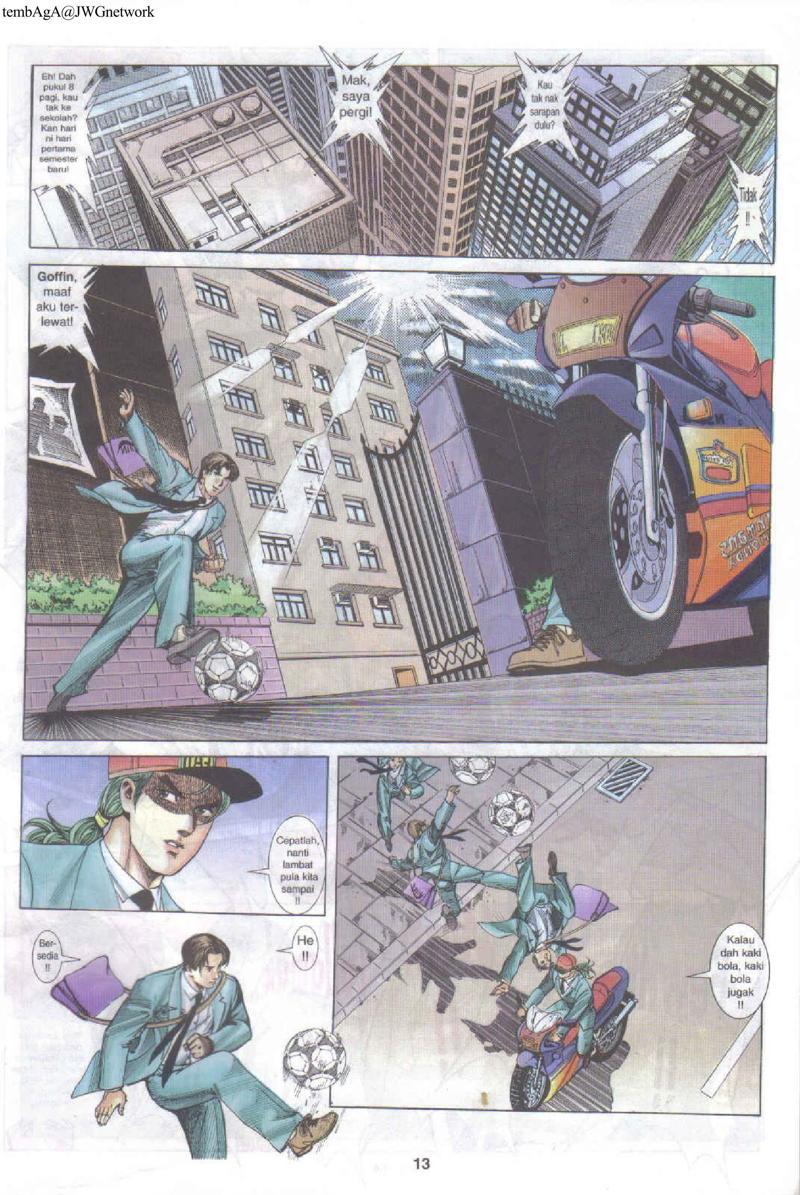 tembAgA@JWGnetwork
Eh! Dah
pukul 8
pagi, kau
tak ke
sekolah?
Kan hari
ni hari
pertama
semester
baru!
Mak,
saya
pergi!
Kau
tak nak
sarapan
dulu?
Tidak
!!
Goffin,
maaf
aku ter-
lewat!
Cepatlah,
nanti
lambat
pula kita
sampai
!!
Ber-
sedia
!!
He
!!
Kalau
dah kaki
bola, kaki
bola
jugak
!!
13